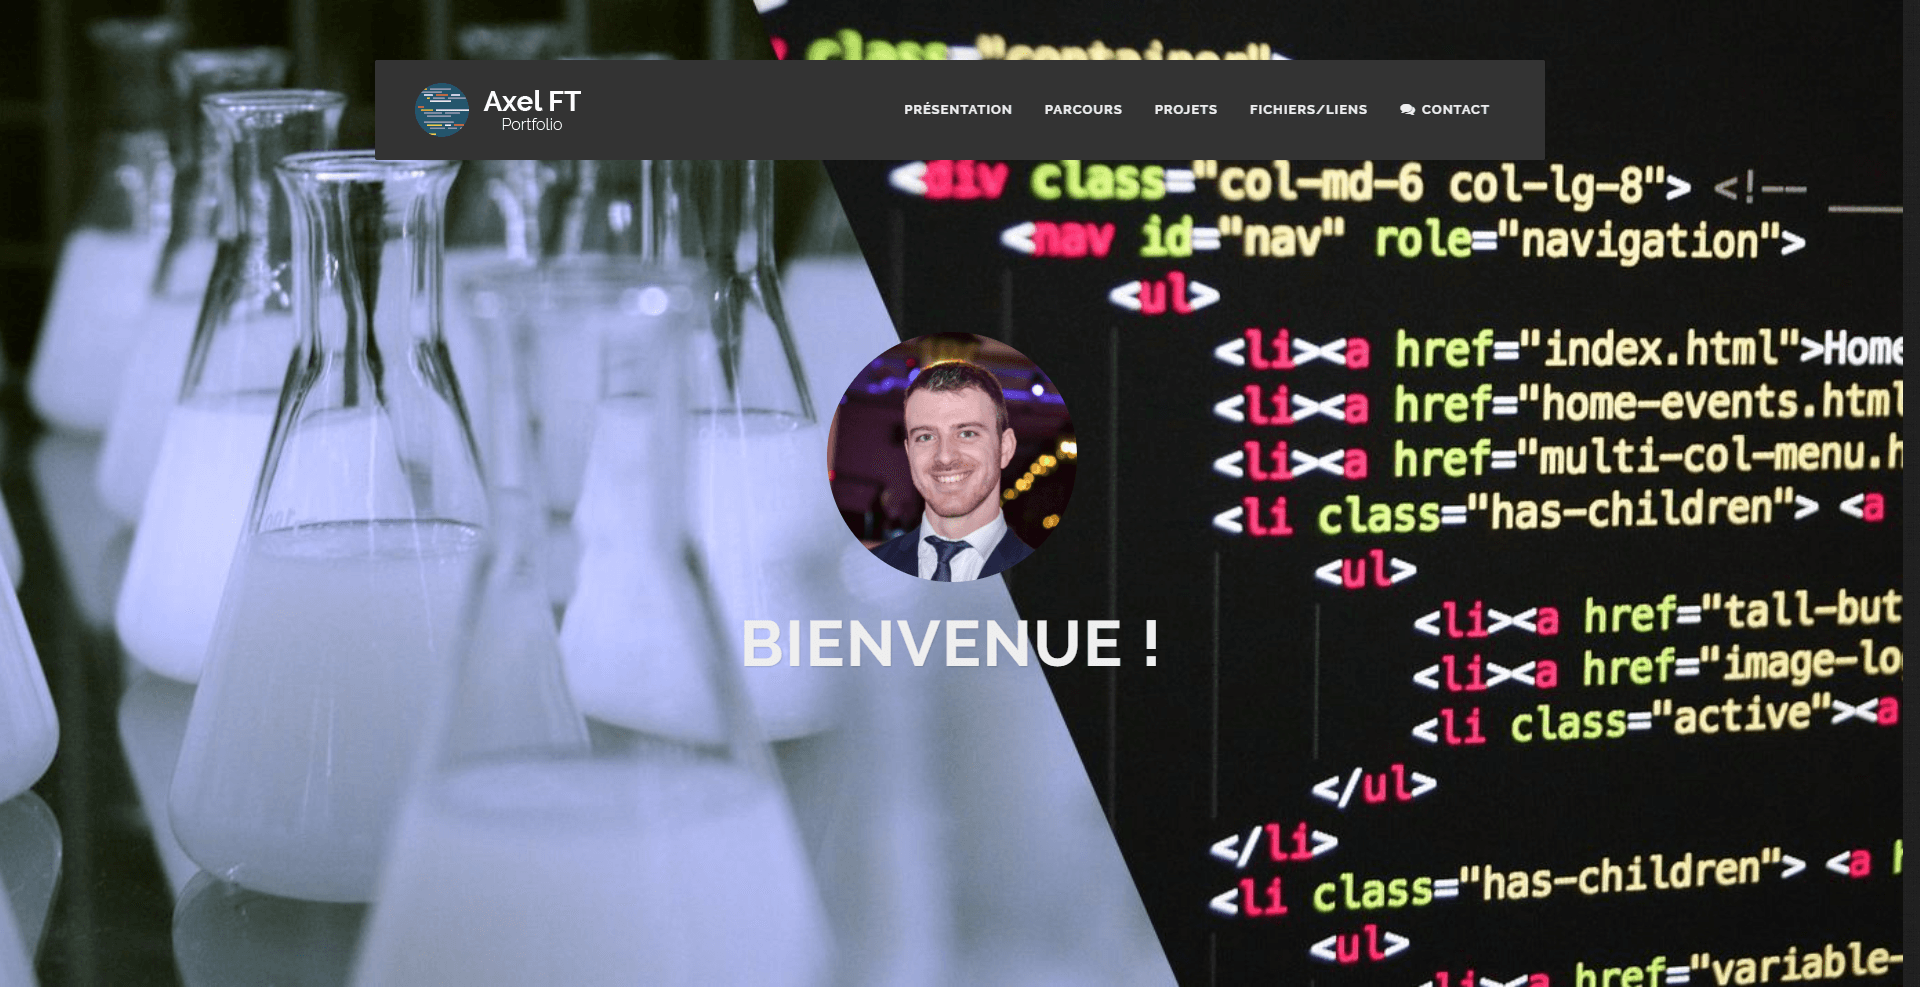 class="container">
Axel FT
Portfolio
PRÉSENTATION
PARCOURS
PROJETS
FICHIERS/LIENS
CONTACT
<div class="col-md-6 col-lg-8"> <!--
<nav id="nav" role="navigation">
<ul>
<li><a href="index.html">Home
<li><a href="home-events.html
<li><a href="multi-col-menu.h
<li class="has-children"> <a
<ul>
<li><a href="tall-but
<li><a href="image-lo
<li class="active"><a
</ul>
</li>
<li class="has-children"> <a
<ul>
<li><a href="variable-
BIENVENUE !